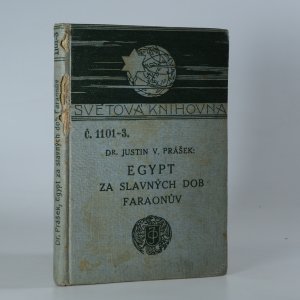 SVĚTOVÁ KNIHOVNA
Č. 1101-3.
DR. JUSTIN V. PRÁŠEK:
EGYPT
ZA SLAVNÝCH DOB
FARAONŮV
Dr. Prášek, Egypt za slavných dob Faraonův.